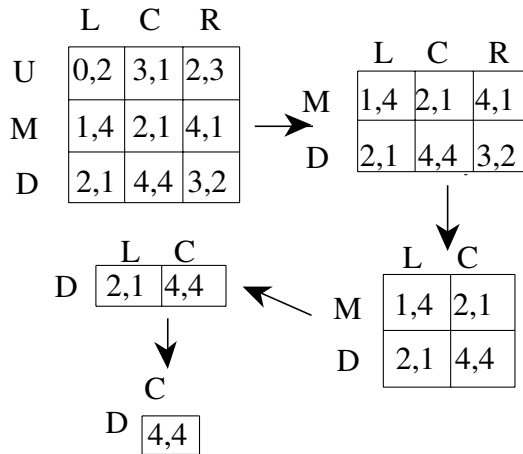 L C R
U 0,2 3,1 2,3
M 1,4 2,1 4,1
D 2,1 4,4 3,2
L C R
M 1,4 2,1 4,1
D 2,1 4,4 3,2
L C
M 1,4 2,1
D 2,1 4,4
L C
D 2,1 4,4
C
D 4,4